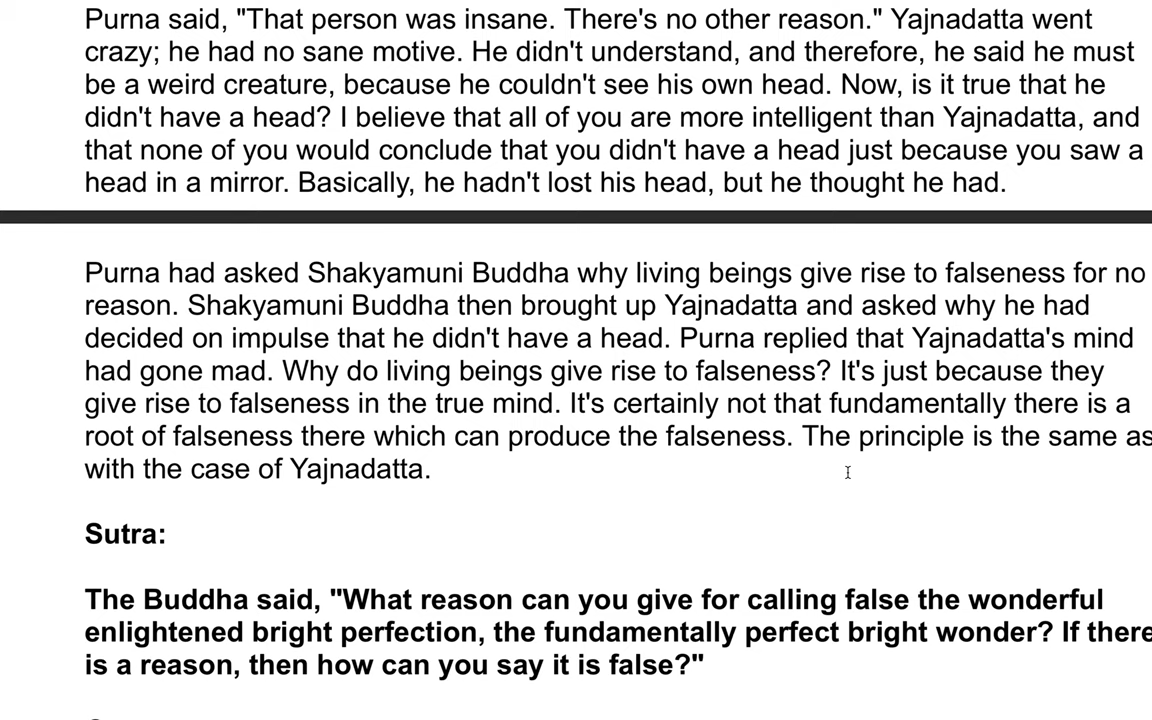 Purna said, "That person was insane. There's no other reason." Yajnadatta went
crazy; he had no sane motive. He didn't understand, and therefore, he said he must
be a weird creature, because he couldn't see his own head. Now, is it true that he
didn't have a head? I believe that all of you are more intelligent than Yajnadatta, and
that none of you would conclude that you didn't have a head just because you saw a
head in a mirror. Basically, he hadn't lost his head, but he thought he had.
Purna had asked Shakyamuni Buddha why living beings give rise to falseness for no
reason. Shakyamuni Buddha then brought up Yajnadatta and asked why he had
decided on impulse that he didn't have a head. Purna replied that Yajnadatta's mind
had gone mad. Why do living beings give rise to falseness? It's just because they
give rise to falseness in the true mind. It's certainly not that fundamentally there is a
root of falseness there which can produce the falseness. The principle is the same as
with the case of Yajnadatta.
Sutra:
The Buddha said, "What reason can you give for calling false the wonderful
enlightened bright perfection, the fundamentally perfect bright wonder? If there
is a reason, then how can you say it is false?"